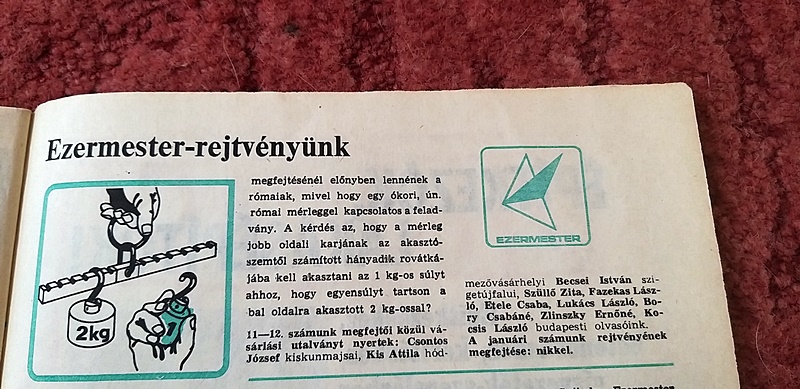 Ezermester-rejtvényünk
megfejtésénél előnyben lennének a
rómaiak, mivel hogy egy ókori, ún.
római mérleggel kapcsolatos a felad-
vány. A kérdés az, hogy a mérleg
jobb oldali karjának az akasztó-
szemtől számított hányadik rovátká-
jába kell akasztani az 1 kg-os súlyt
ahhoz, hogy egyensúlyt tartson a
bal oldalra akasztott 2 kg-ossal?
11—12. számunk megfejtői közül vá-
sárlási utalványt nyertek: Csontos
József kiskunmajsai, Kis Attila hód-
2kg
1
EZERMESTER
mezővásárhelyi Becsei István szi-
getújfalui, Szüllő Zita, Fazekas Lász-
ló, Etele Csaba, Lukács László, Bo-
ry Csabáné, Zlinszky Ernőné, Ko-
csis László budapesti olvasóink.
A januári számunk rejtvényének
megfejtése: nikkel.